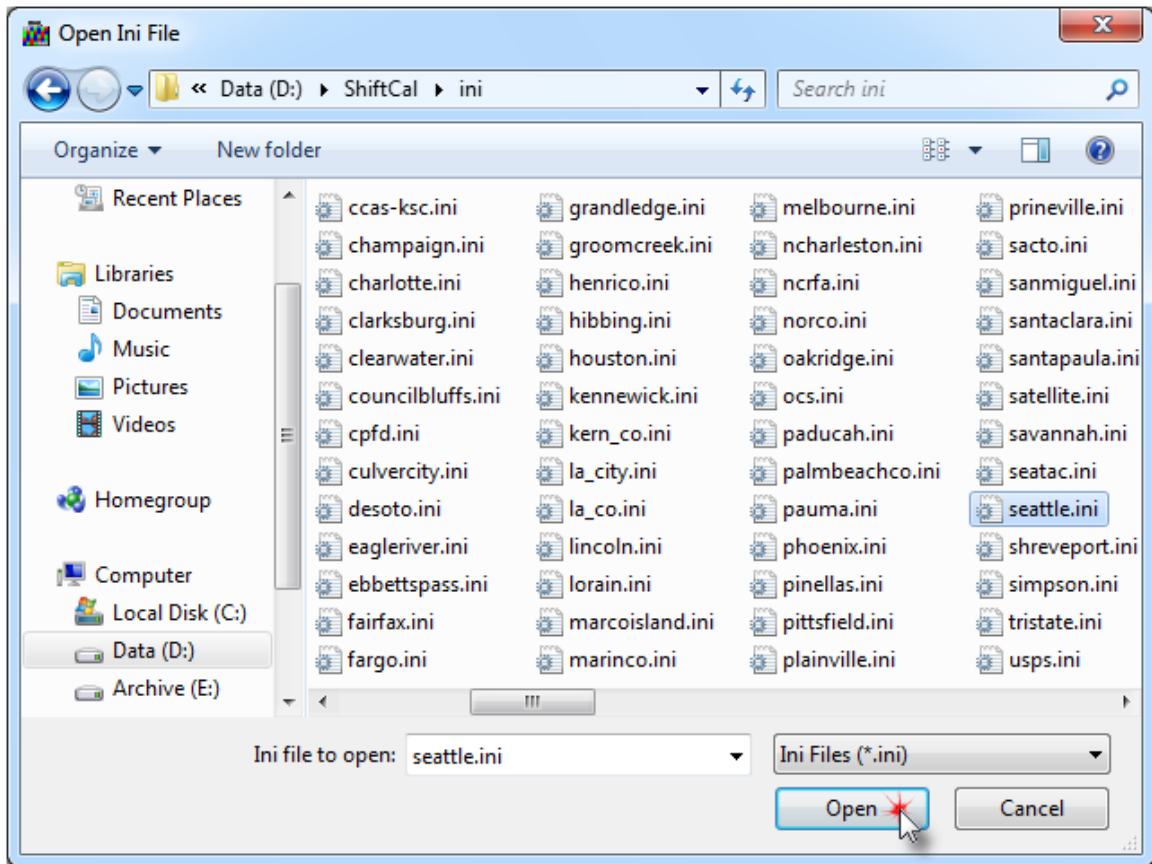 Open Ini File
« Data (D:) ▸ ShiftCal ▸ ini
Search ini
Organize
New folder
Recent Places
Libraries
Documents
Music
Pictures
Videos
Homegroup
Computer
Local Disk (C:)
Data (D:)
Archive (E:)
ccas-ksc.ini
champaign.ini
charlotte.ini
clarksburg.ini
clearwater.ini
councilbluffs.ini
cpfd.ini
culvercity.ini
desoto.ini
eagleriver.ini
ebbettspass.ini
fairfax.ini
fargo.ini
grandledge.ini
groomcreek.ini
henrico.ini
hibbing.ini
houston.ini
kennewick.ini
kern_co.ini
la_city.ini
la_co.ini
lincoln.ini
lorain.ini
marcoisland.ini
marinco.ini
melbourne.ini
ncharleston.ini
ncrfa.ini
norco.ini
oakridge.ini
ocs.ini
paducah.ini
palmbeachco.ini
pauma.ini
phoenix.ini
pinellas.ini
pittsfield.ini
plainville.ini
prineville.ini
sacto.ini
sanmiguel.ini
santaclara.ini
santapaula.ini
satellite.ini
savannah.ini
seatac.ini
seattle.ini
shreveport.ini
simpson.ini
tristate.ini
usps.ini
Ini file to open: seattle.ini
Ini Files (*.ini)
Open
Cancel